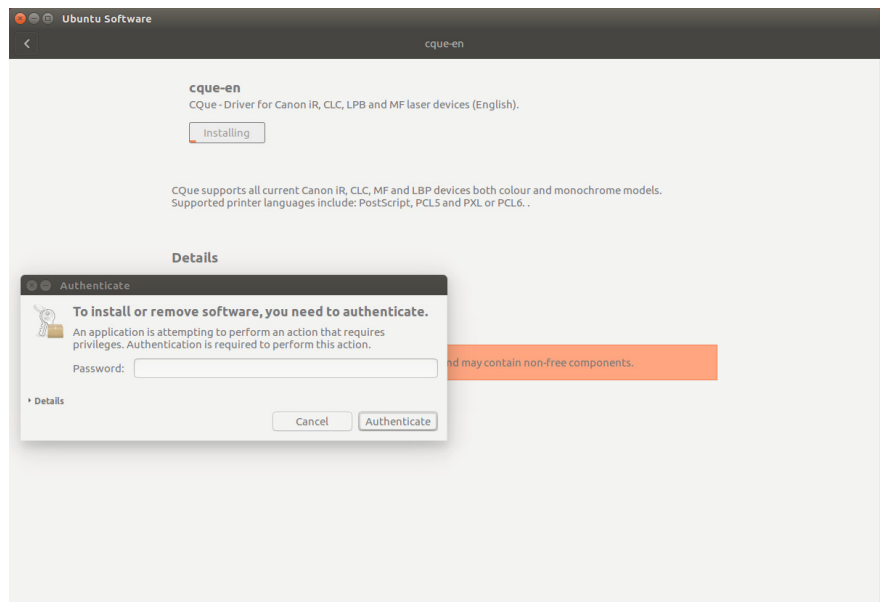 Ubuntu Software
cque-en
cque-en
CQue - Driver for Canon iR, CLC, LPB and MF laser devices (English).
Installing
CQue supports all current Canon iR, CLC, MF and LBP devices both colour and monochrome models.
Supported printer languages include: PostScript, PCL5 and PXL or PCL6. .
Details
Authenticate
To install or remove software, you need to authenticate.
An application is attempting to perform an action that requires
privileges. Authentication is required to perform this action.
nd may contain non-free components.
Password:
Details
Cancel
Authenticate